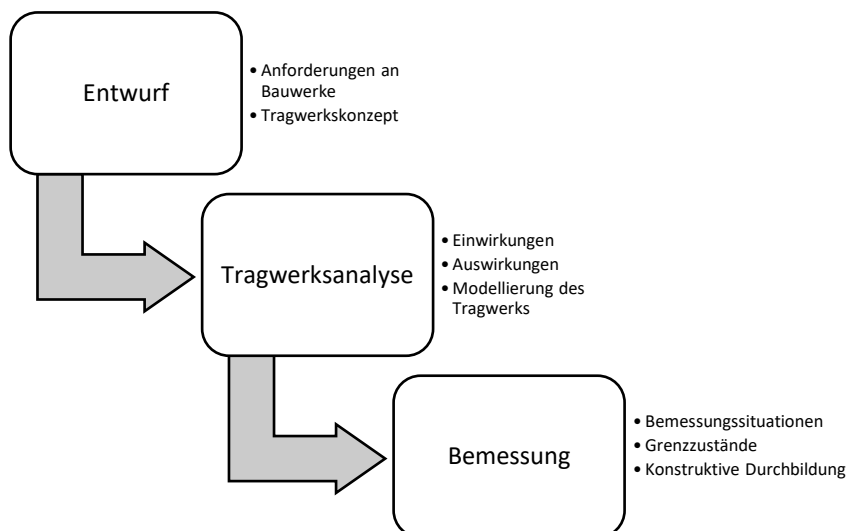 Entwurf
• Anforderungen an
Bauwerke
• Tragwerkskonzept
Tragwerksanalyse
• Einwirkungen
• Auswirkungen
• Modellierung des
Tragwerks
Bemessung
• Bemessungssituationen
• Grenzzustände
• Konstruktive Durchbildung